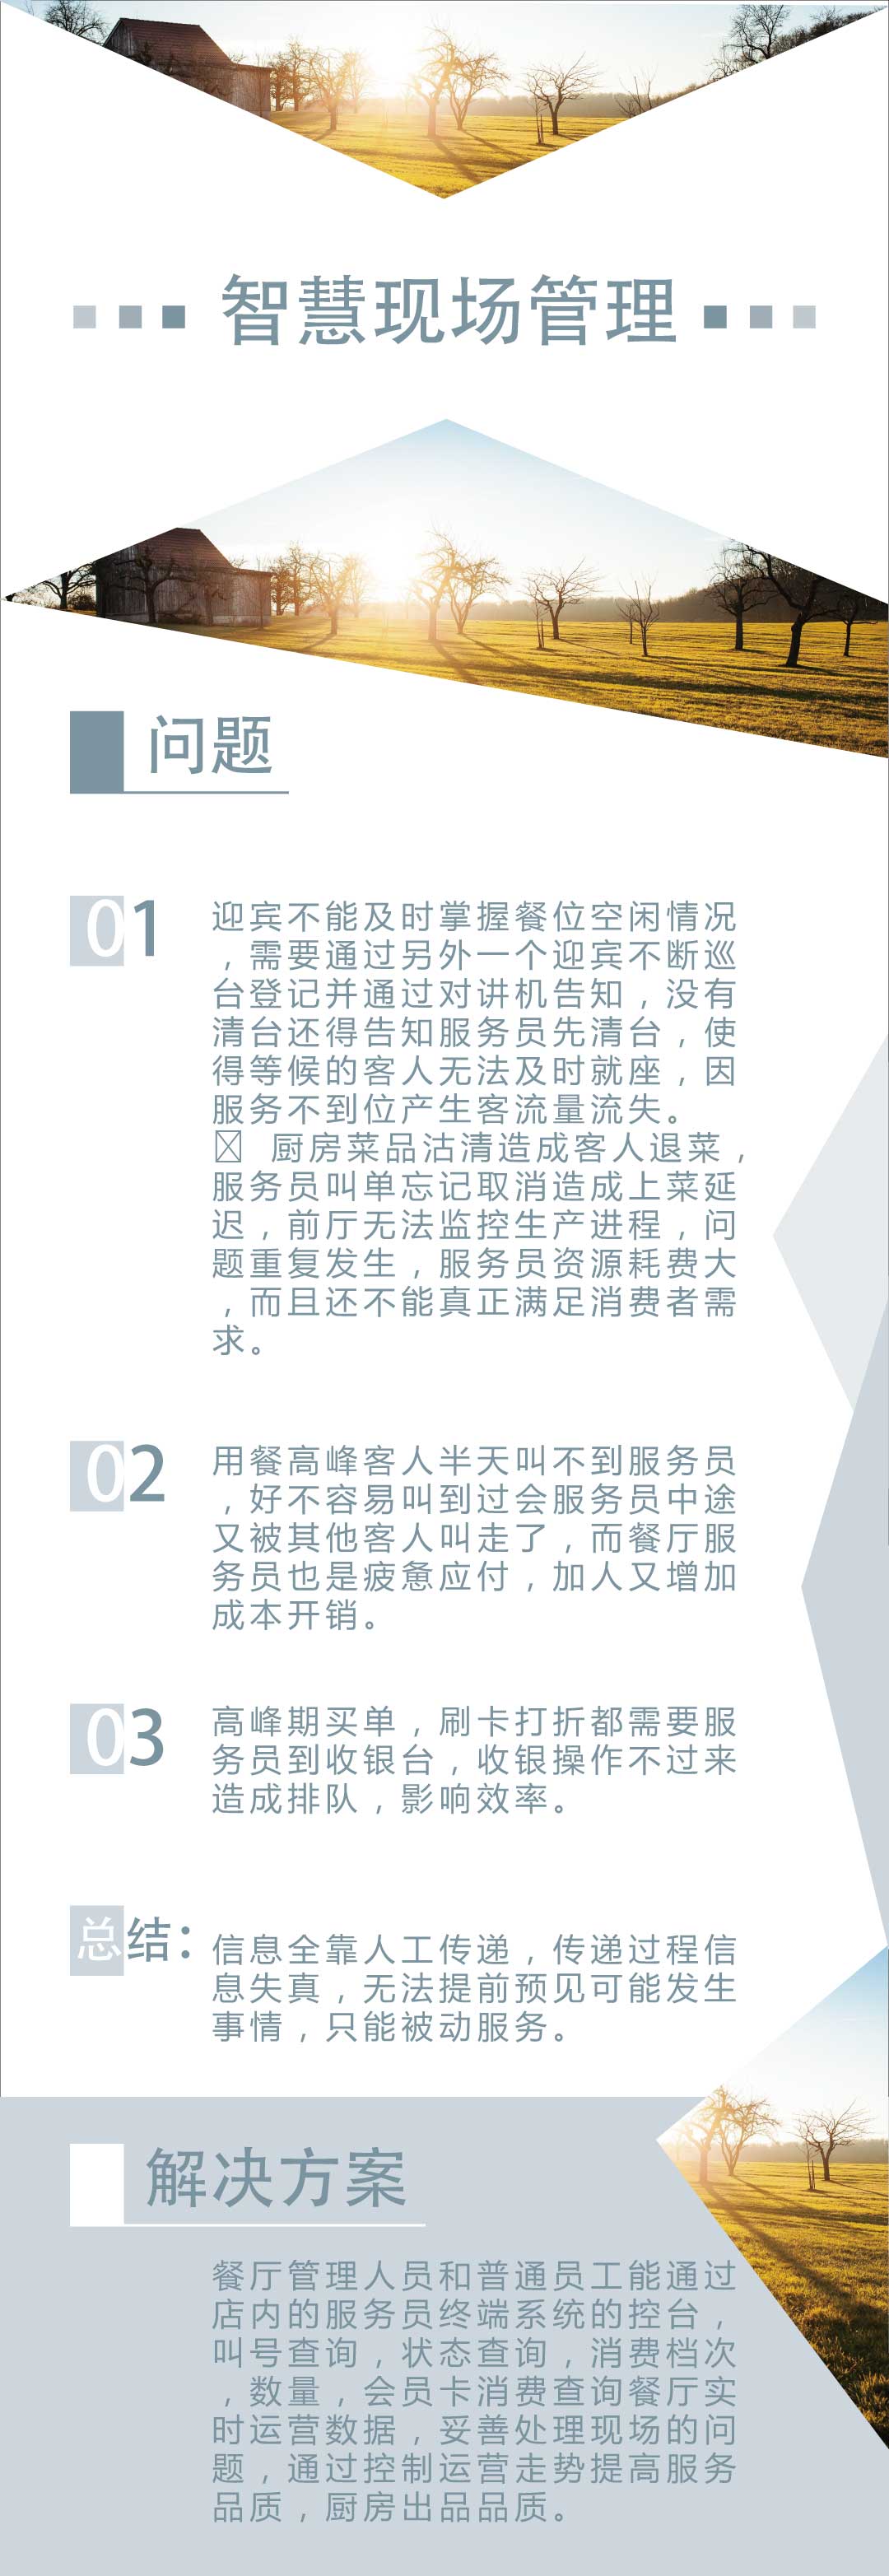 智慧现场管理
问题
01
迎宾不能及时掌握餐位空闲情况
，需要通过另外一个迎宾不断巡
台登记并通过对讲机告知，没有
清台还得告知服务员先清台，使
得等候的客人无法及时就座，因
服务不到位产生客流量流失。
厨房菜品沽清造成客人退菜，
服务员叫单忘记取消造成上菜延
迟，前厅无法监控生产进程，问
题重复发生，服务员资源耗费大
，而且还不能真正满足消费者需
求。
02
用餐高峰客人半天叫不到服务员
，好不容易叫到过会服务员中途
又被其他客人叫走了，而餐厅服
务员也是疲惫应付，加人又增加
成本开销。
03
高峰期买单，刷卡打折都需要服
务员到收银台，收银操作不过来
造成排队，影响效率。
总结：
信息全靠人工传递，传递过程信
息失真，无法提前预见可能发生
事情，只能被动服务。
解决方案
餐厅管理人员和普通员工能通过
店内的服务员终端系统的控台，
叫号查询，状态查询，消费档次
，数量，会员卡消费查询餐厅实
时运营数据，妥善处理现场的问
题，通过控制运营走势提高服务
品质，厨房出品品质。